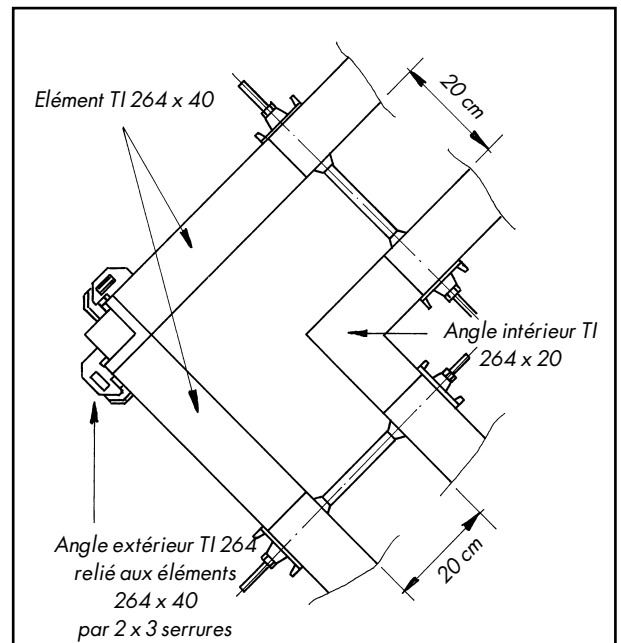 Elément TI 264 x 40
20 cm
Angle intérieur TI
264 x 20
Angle extérieur TI 264
relié aux éléments
264 x 40
par 2 x 3 serrures
20 cm